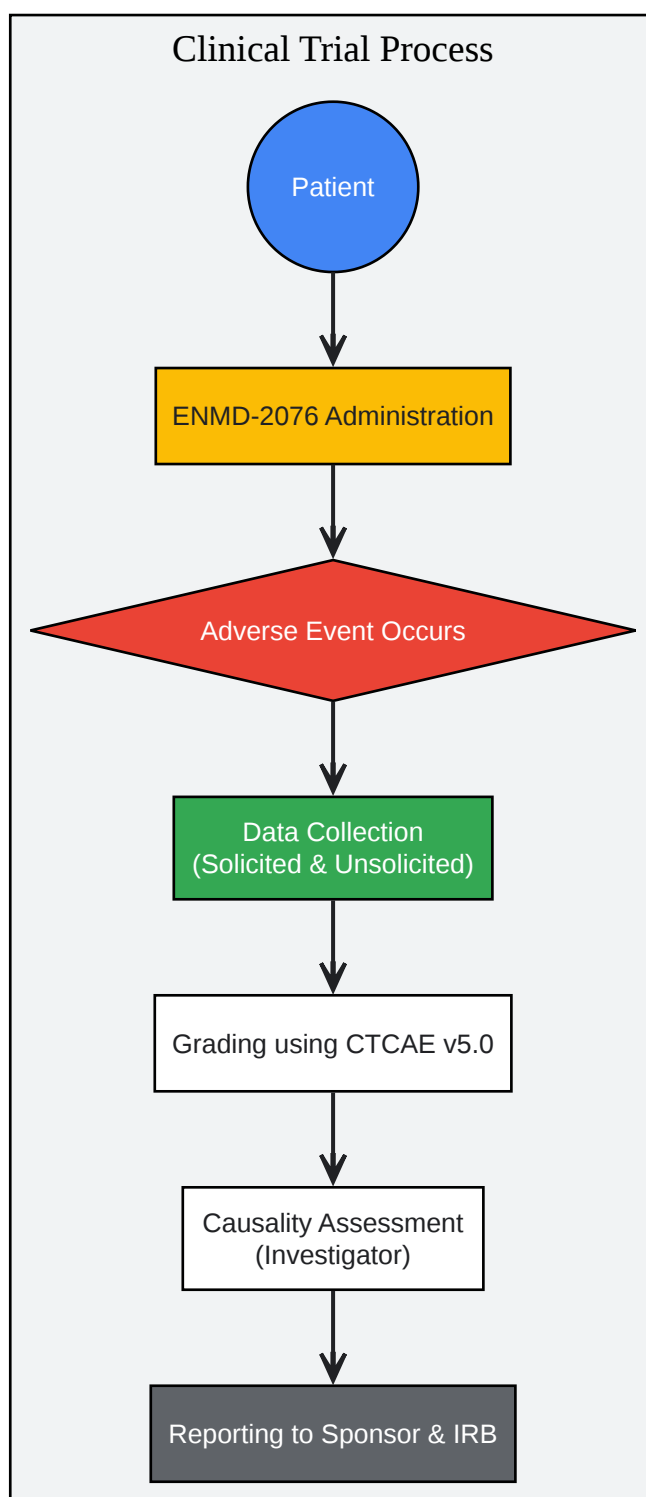 Clinical Trial Process
Patient
ENMD-2076 Administration
Adverse Event Occurs
Data Collection
(Solicited & Unsolicited)
Grading using CTCAE v5.0
Causality Assessment
(Investigator)
Reporting to Sponsor & IRB